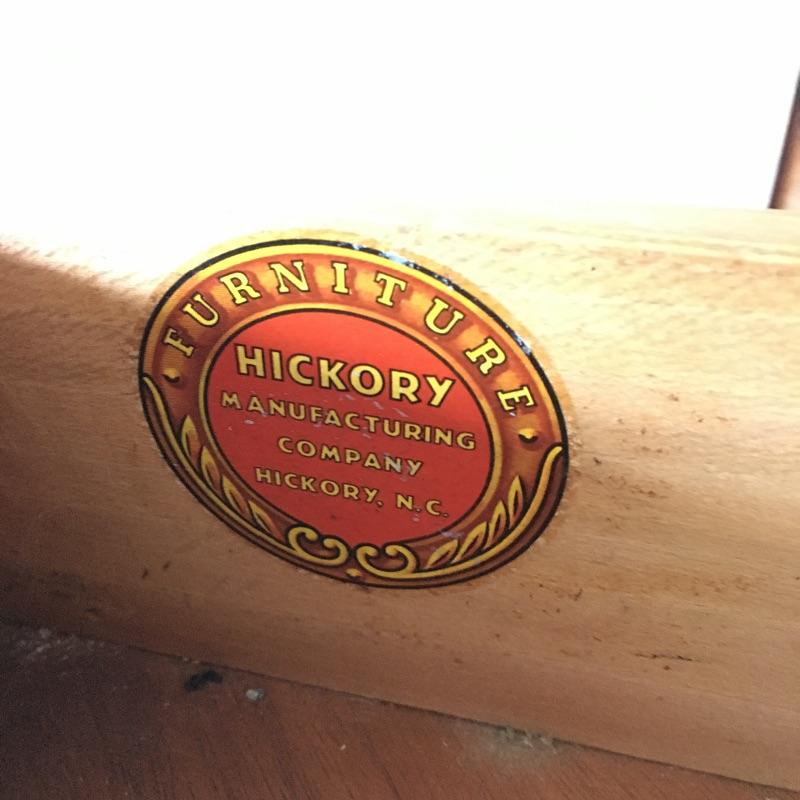 FURNITURE
HICKORY
MANUFACTURING
COMPANY
HICKORY, N.C.